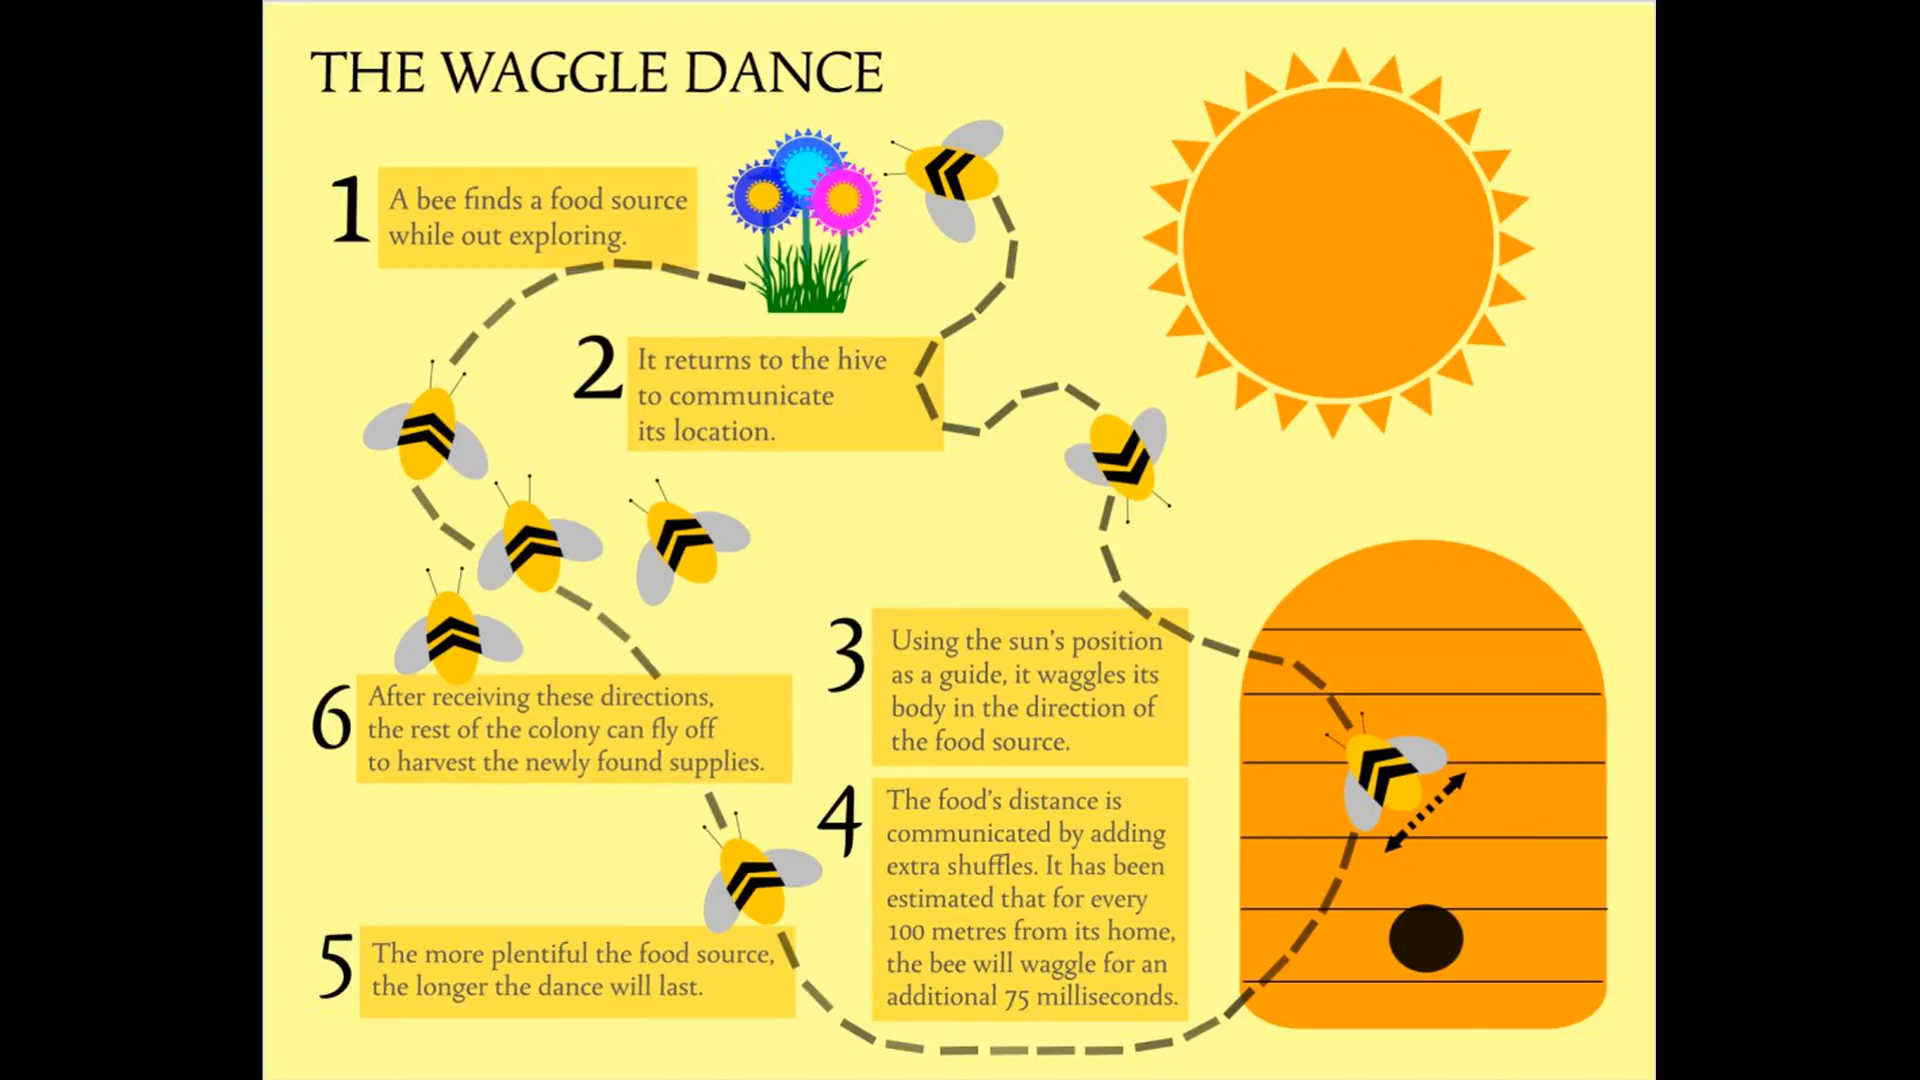 THE WAGGLE DANCE
1
A bee finds a food source
while out exploring.
2
It returns to the hive
to communicate
its location.
3
Using the sun's position
as a guide, it waggles its
body in the direction of
the food source.
4
The food's distance is
communicated by adding
extra shuffles. It has been
estimated that for every
100 metres from its home,
the bee will waggle for an
additional 75 milliseconds.
5
The more plentiful the food source,
the longer the dance will last.
6
After receiving these directions,
the rest of the colony can fly off
to harvest the newly found supplies.